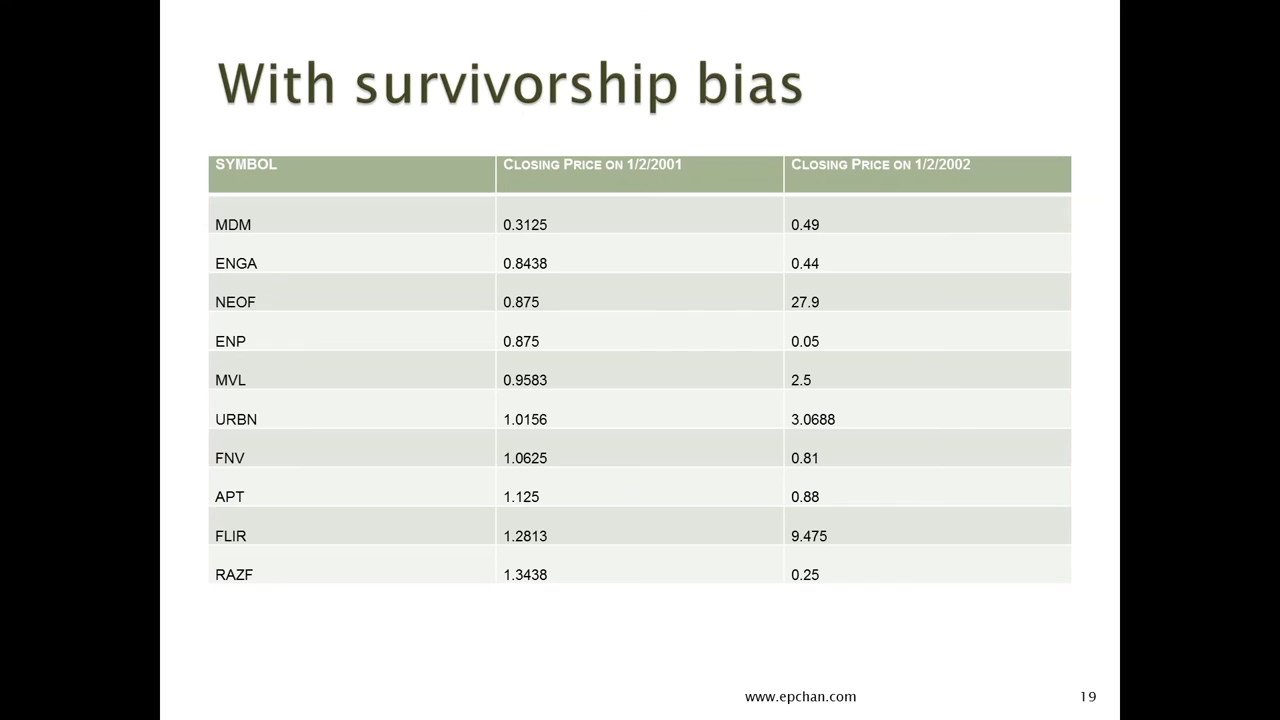 With survivorship bias
SYMBOL CLOSING PRICE ON 1/2/2001 CLOSING PRICE ON 1/2/2002
MDM 0.3125 0.49
ENGA 0.8438 0.44
NEOF 0.875 27.9
ENP 0.875 0.05
MVL 0.9583 2.5
URBN 1.0156 3.0688
FNV 1.0625 0.81
APT 1.125 0.88
FLIR 1.2813 9.475
RAZF 1.3438 0.25
www.epchan.com 19